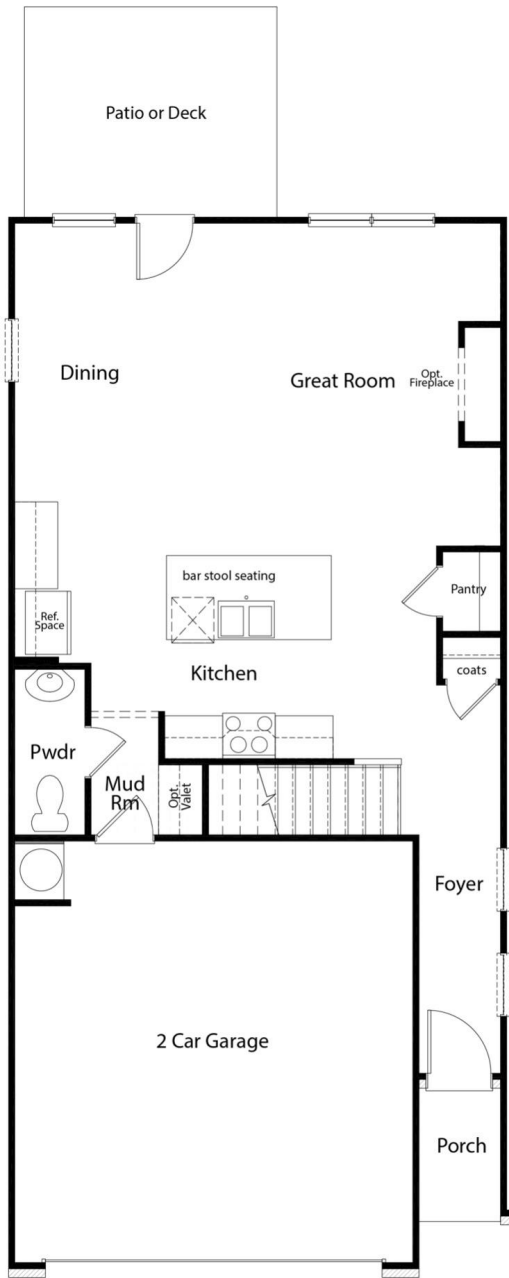 Patio or Deck
Dining
Great Room
Opt.
Fireplace
bar stool seating
Pantry
Ref.
Space
Kitchen
coats
Pwdr
Mud
Rm
Opt.
Valet
Foyer
2 Car Garage
Porch